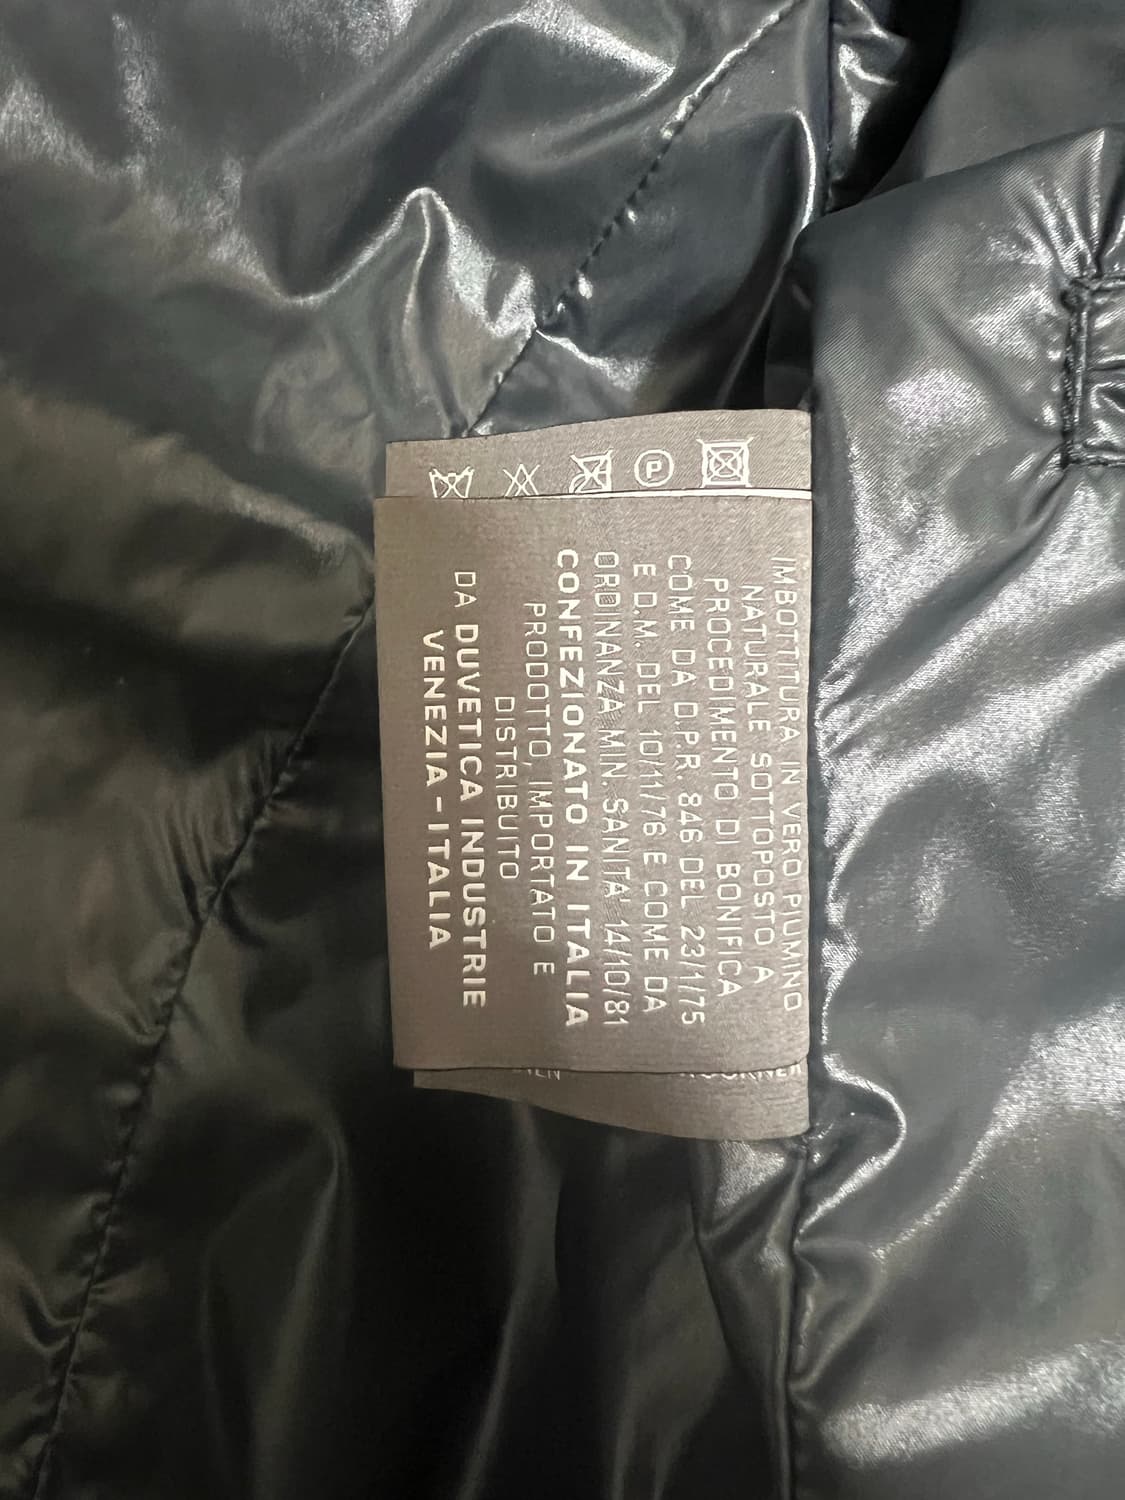 IMBOTTITURA IN VERO PIUMINO
NATURALE SOTTOPOSTO A
PROCEDIMENTO DI BONIFICA
COME DA D.P.R. 846 DEL 23/1/75
E D.M. DEL 10/11/76 E COME DA
ORDINANZA MIN. SANITA' 14/10/81
CONFEZIONATO IN ITALIA
PRODOTTO, IMPORTATO E
DISTRIBUITO
DA DUVETICA INDUSTRIE
VENEZIA - ITALIA
P